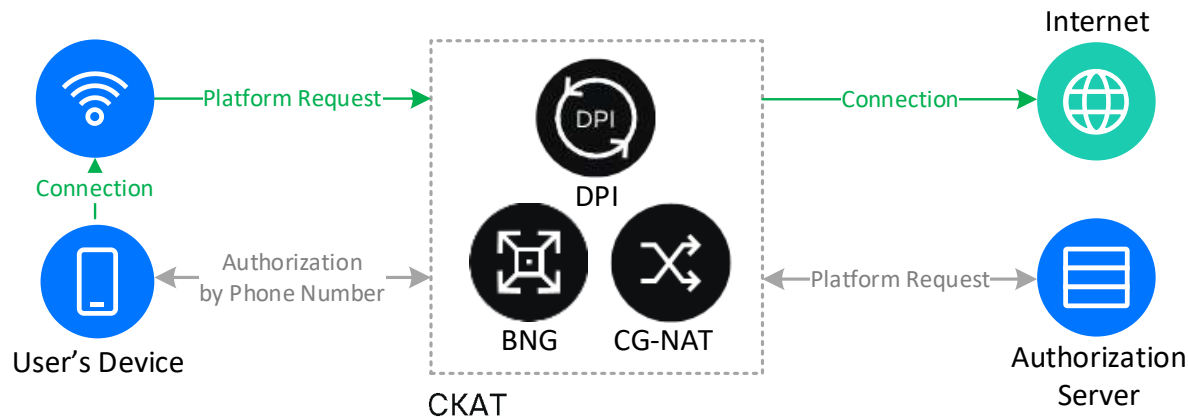 Internet
Platform Request
DPI
Connection
DPI
Connection
Authorization
by Phone Number
Platform Request
BNG
CG-NAT
User’s Device
Authorization
Server
CKAT